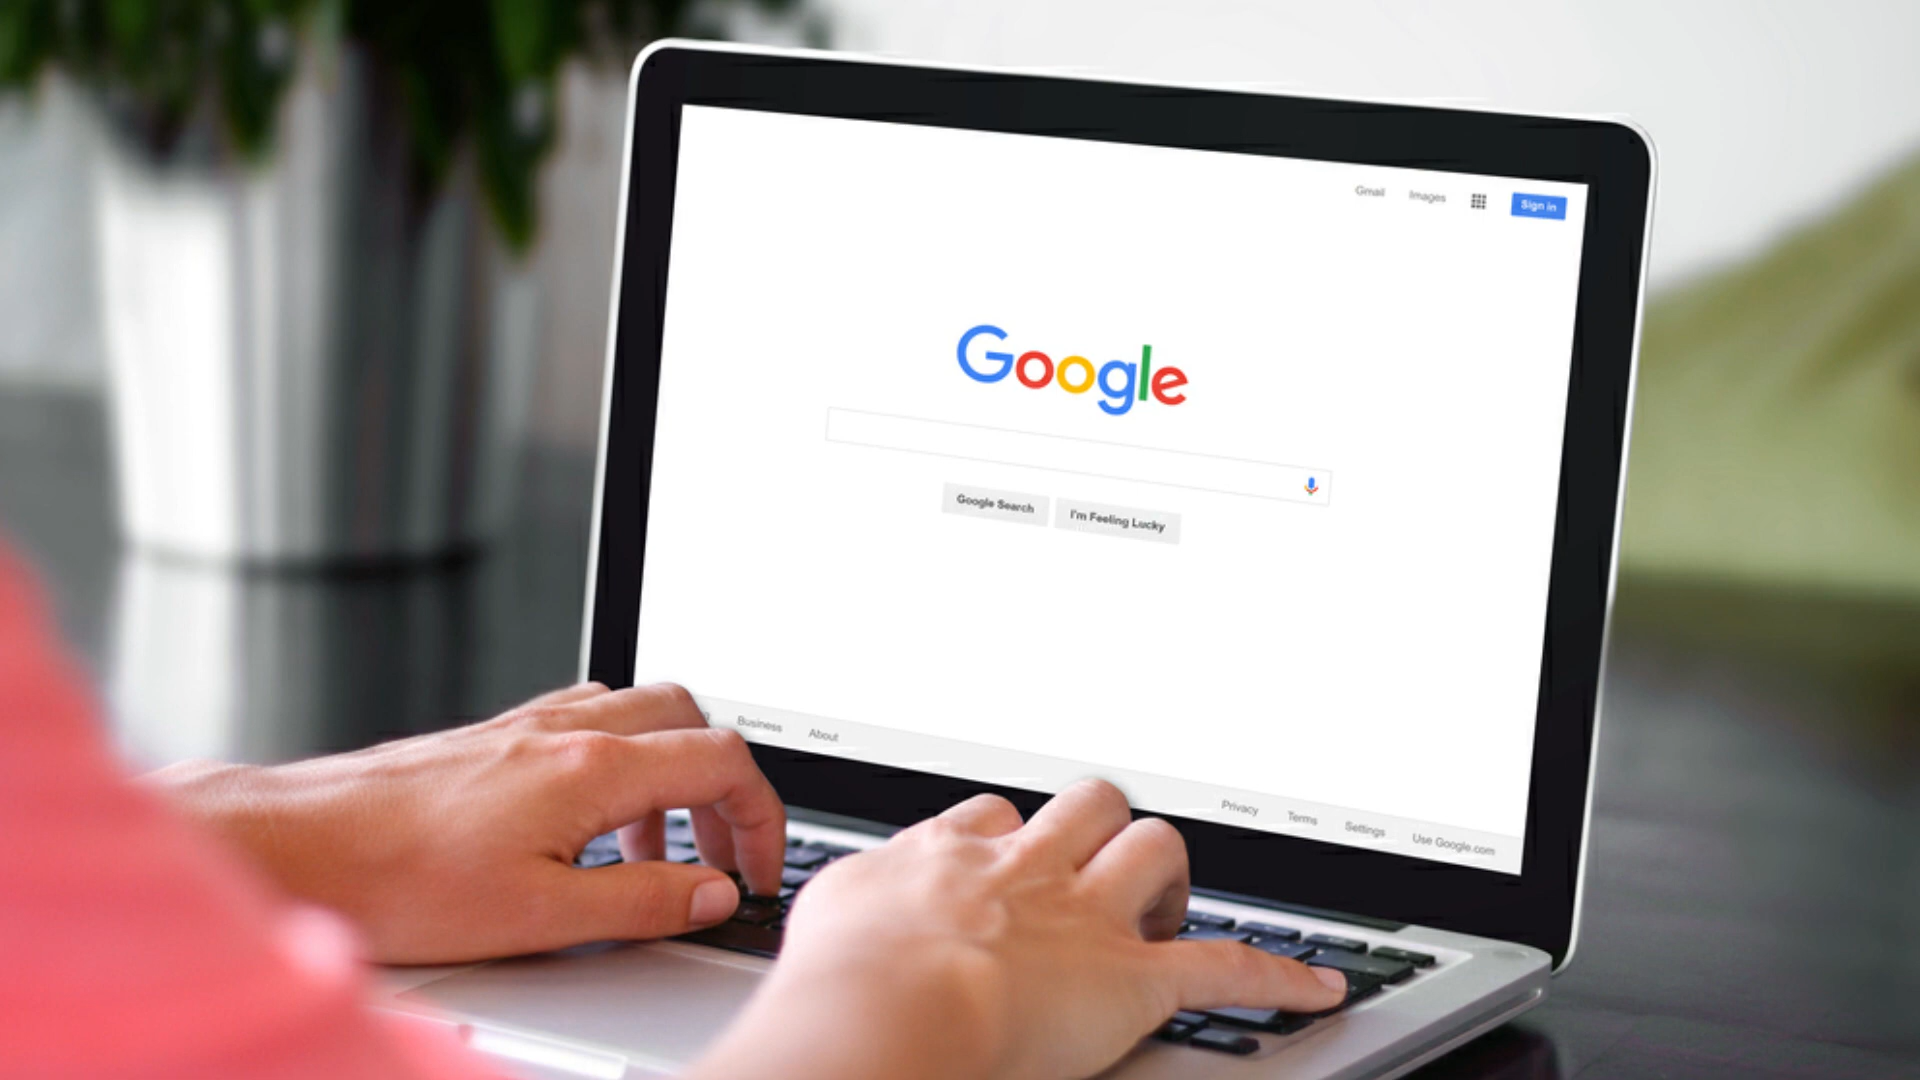 Gmail Images Sign in
Google
Google Search I'm Feeling Lucky
Business About
Privacy Terms Settings Use Google.com